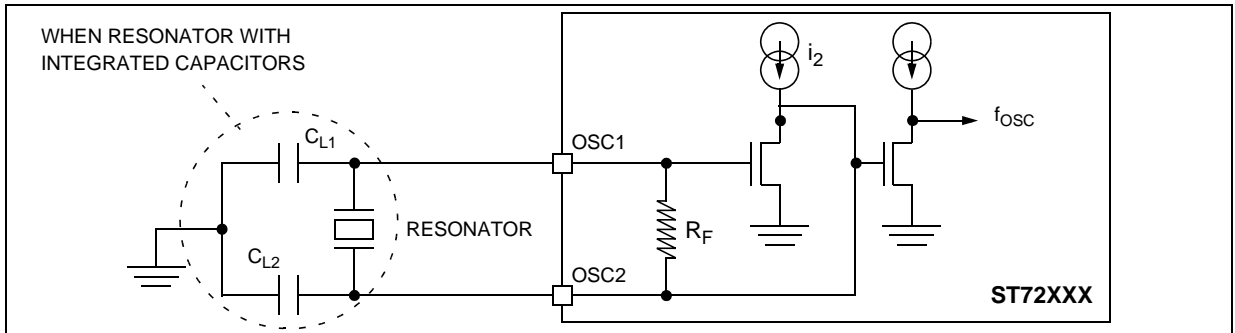 WHEN RESONATOR WITH
INTEGRATED CAPACITORS
i2
fOSC
CL1
OSC1
RESONATOR
RF
CL2
OSC2
ST72XXX